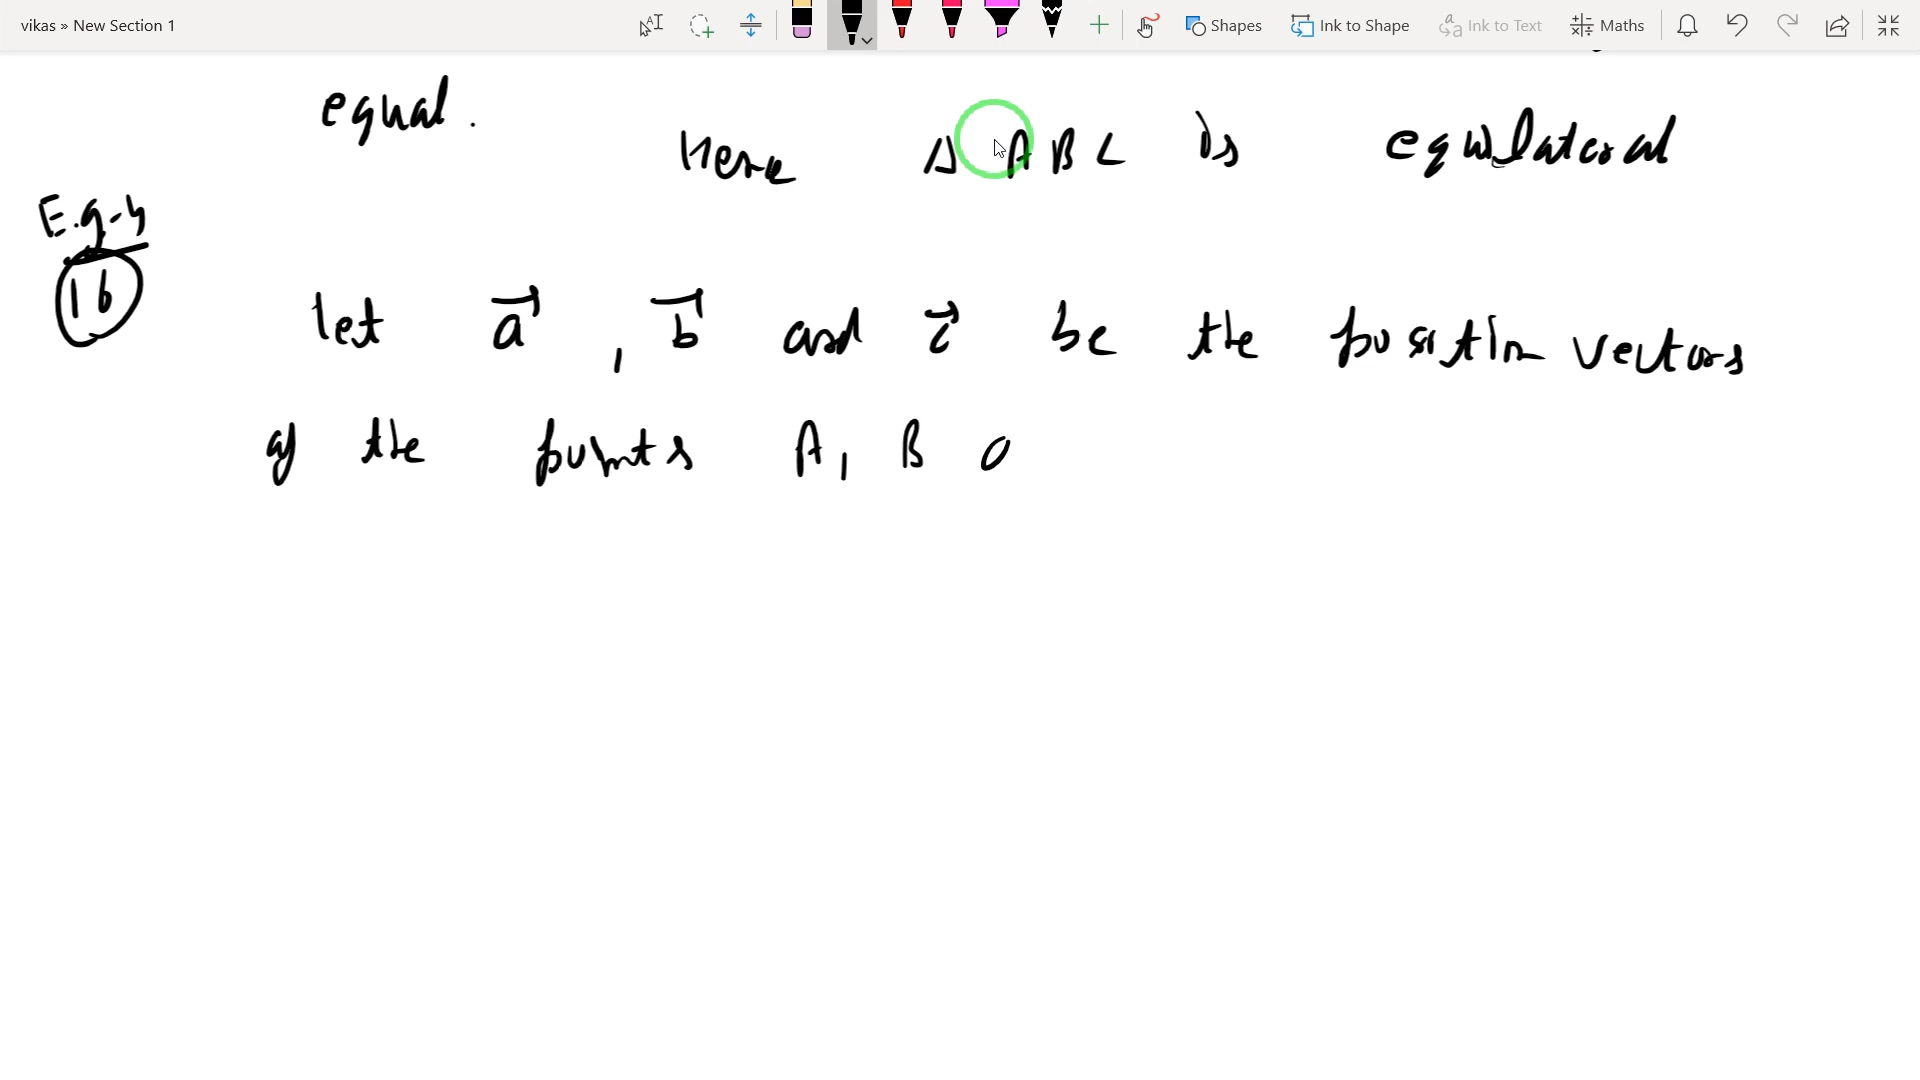 vikas » New Section 1 Shapes Ink to Shape Ink to Text Maths
equal.
Here Δ ABC is equilateral
E.g-4
16
let a⃗, b⃗ and c⃗ be the position vectors
of the points A, B